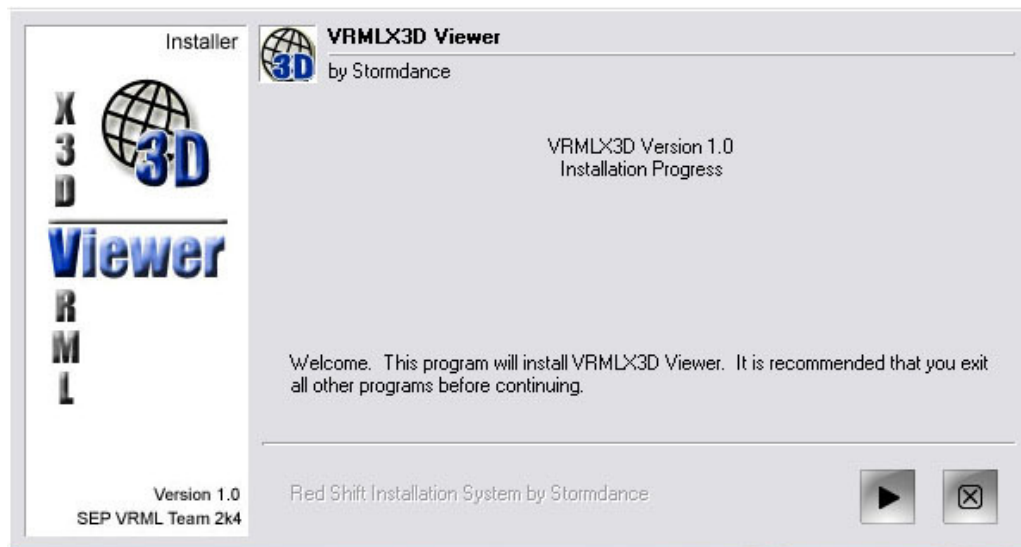 Installer
X
3
D
3D
Viewer
R
M
L
Version 1.0
SEP VRML Team 2k4
3D
VRMLX3D Viewer
by Stormdance
VRMLX3D Version 1.0
Installation Progress
Welcome.  This program will install VRMLX3D Viewer.  It is recommended that you exit
all other programs before continuing.
Red Shift Installation System by Stormdance